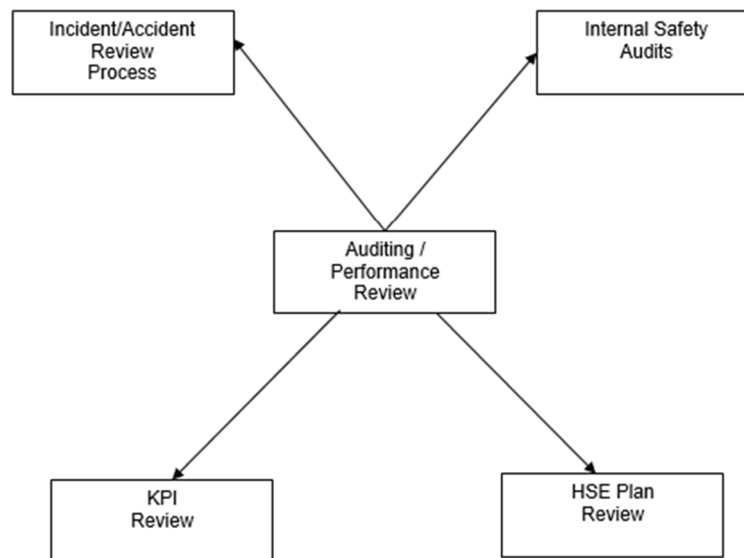 Incident/Accident
Review
Process
Internal Safety
Audits
Auditing /
Performance
Review
KPI
Review
HSE Plan
Review